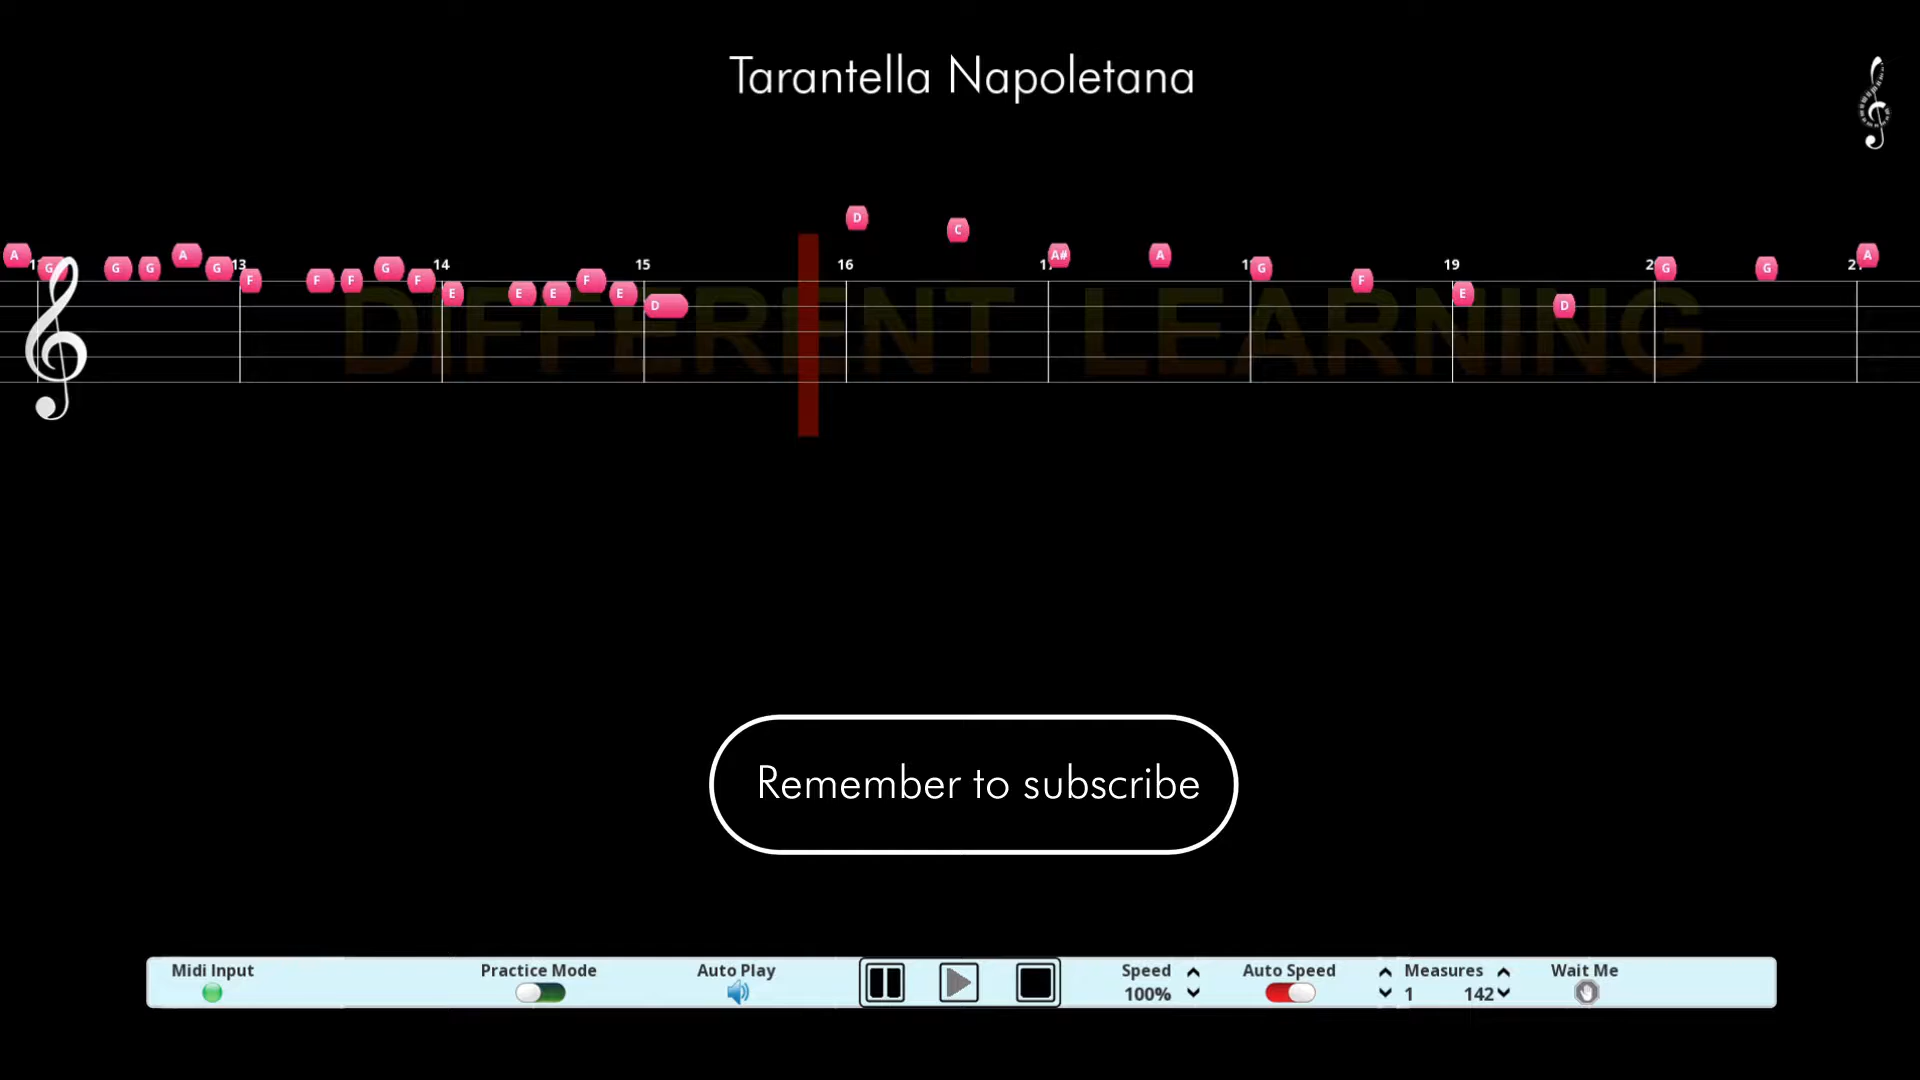 Tarantella Napoletana
D
C
A G G G A G F F F G F E E E F E D A# A G F E D G G A
13 14 15 16 19
DIFFERENT LEARNING
Remember to subscribe
Midi Input Practice Mode Auto Play Speed Auto Speed Measures Wait Me
100% 1 142